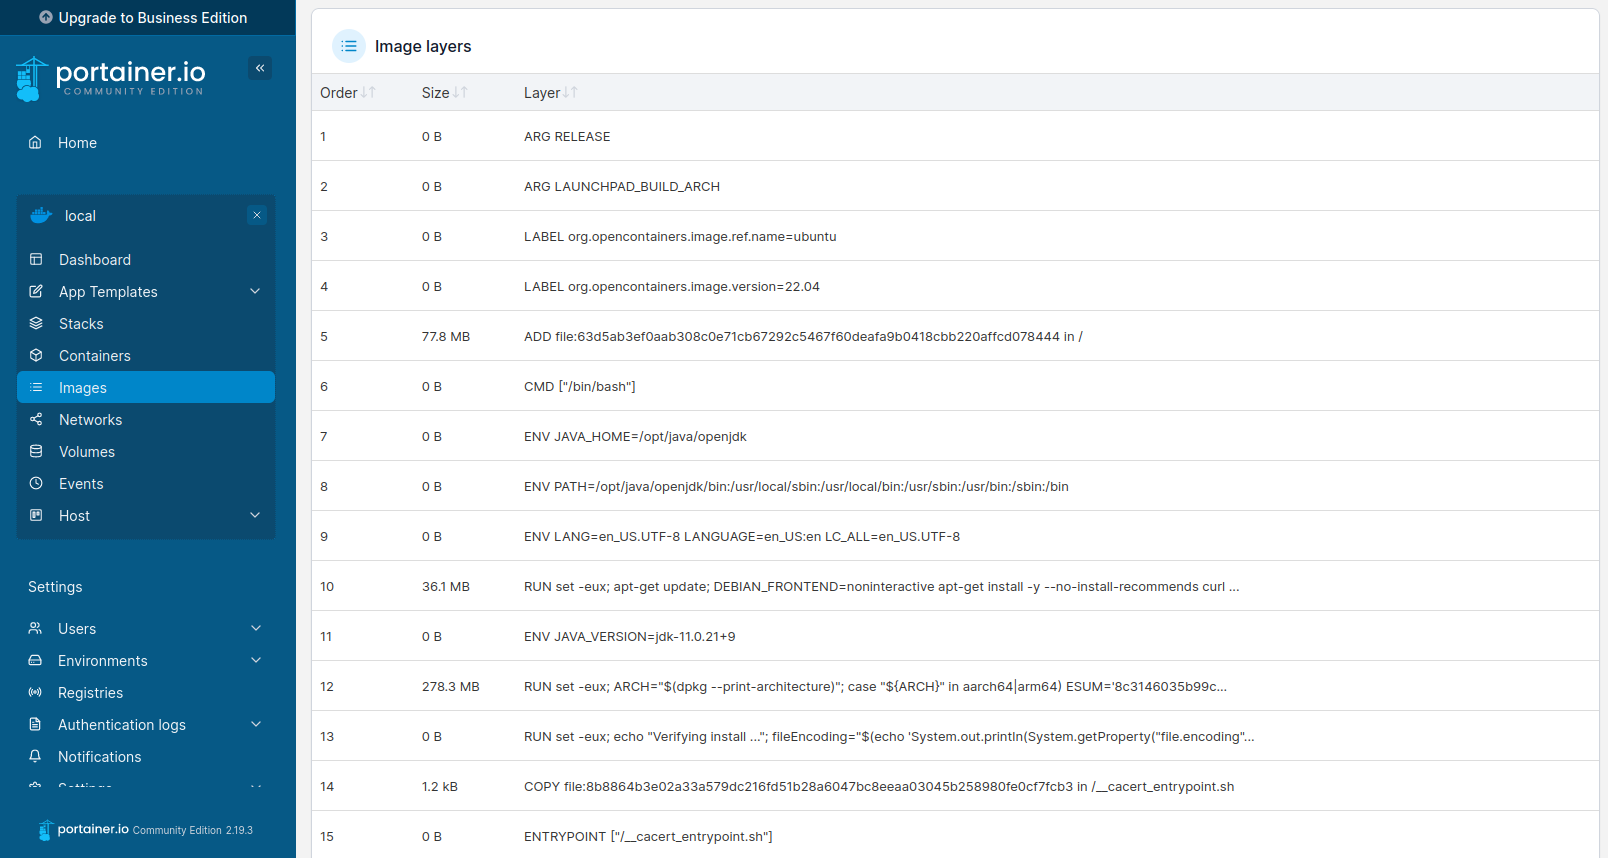 Upgrade to Business Edition
portainer.io
COMMUNITY EDITION
Home
local
Dashboard
App Templates
Stacks
Containers
Images
Networks
Volumes
Events
Host
Settings
Users
Environments
Registries
Authentication logs
Notifications
Settings
portainer.io Community Edition 2.19.3
Image layers
Order Size Layer
1 0 B ARG RELEASE
2 0 B ARG LAUNCHPAD_BUILD_ARCH
3 0 B LABEL org.opencontainers.image.ref.name=ubuntu
4 0 B LABEL org.opencontainers.image.version=22.04
5 77.8 MB ADD file:63d5ab3ef0aab308c0e71cb67292c5467f60deafa9b0418cbb220affcd078444 in /
6 0 B CMD ["/bin/bash"]
7 0 B ENV JAVA_HOME=/opt/java/openjdk
8 0 B ENV PATH=/opt/java/openjdk/bin:/usr/local/sbin:/usr/local/bin:/usr/sbin:/usr/bin:/sbin:/bin
9 0 B ENV LANG=en_US.UTF-8 LANGUAGE=en_US:en LC_ALL=en_US.UTF-8
10 36.1 MB RUN set -eux; apt-get update; DEBIAN_FRONTEND=noninteractive apt-get install -y --no-install-recommends curl ...
11 0 B ENV JAVA_VERSION=jdk-11.0.21+9
12 278.3 MB RUN set -eux; ARCH="$(dpkg --print-architecture)"; case "${ARCH}" in aarch64|arm64) ESUM='8c3146035b99c...
13 0 B RUN set -eux; echo "Verifying install ..."; fileEncoding="$(echo 'System.out.println(System.getProperty("file.encoding"...
14 1.2 kB COPY file:8b8864b3e02a33a579dc216fd51b28a6047bc8eeaa03045b258980fe0cf7fcb3 in /__cacert_entrypoint.sh
15 0 B ENTRYPOINT ["/__cacert_entrypoint.sh"]